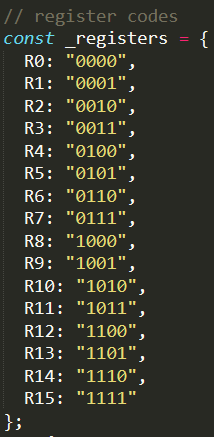 // register codes
const _registers = {
  R0: "0000",
  R1: "0001",
  R2: "0010",
  R3: "0011",
  R4: "0100",
  R5: "0101",
  R6: "0110",
  R7: "0111",
  R8: "1000",
  R9: "1001",
  R10: "1010",
  R11: "1011",
  R12: "1100",
  R13: "1101",
  R14: "1110",
  R15: "1111"
};